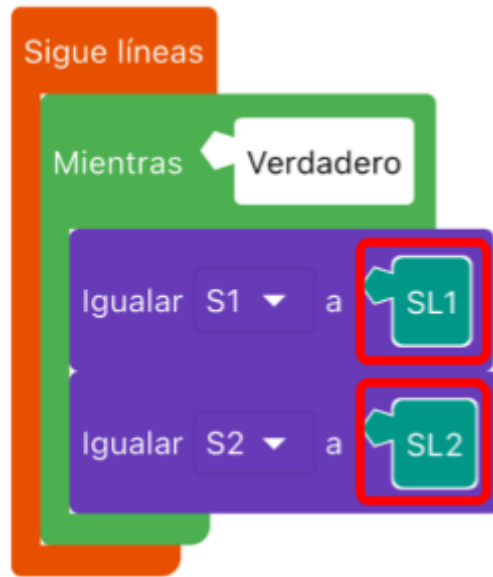 Sigue líneas
Mientras Verdadero
Igualar S1 a SL1
Igualar S2 a SL2